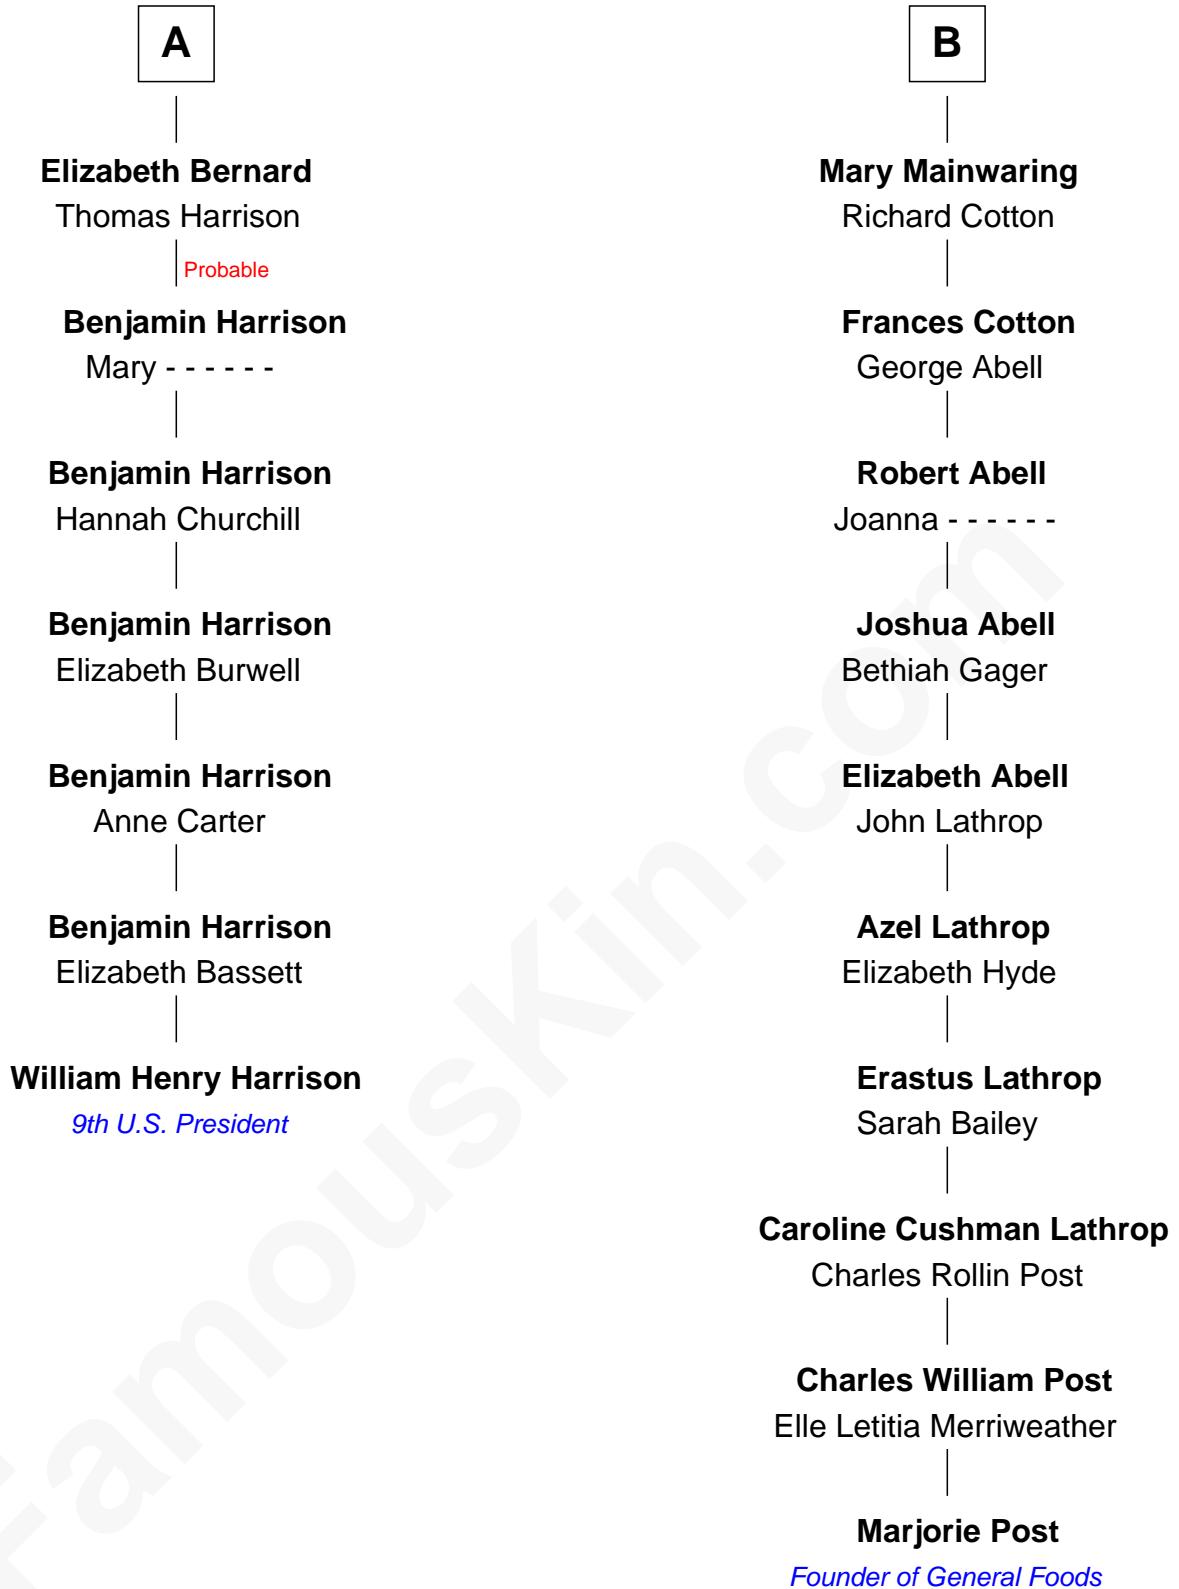 A
Elizabeth Bernard
Thomas Harrison
Probable
Benjamin Harrison
Mary - - - - - -
Benjamin Harrison
Hannah Churchill
Benjamin Harrison
Elizabeth Burwell
Benjamin Harrison
Anne Carter
Benjamin Harrison
Elizabeth Bassett
William Henry Harrison
9th U.S. President
B
Mary Mainwaring
Richard Cotton
Frances Cotton
George Abell
Robert Abell
Joanna - - - - - -
Joshua Abell
Bethiah Gager
Elizabeth Abell
John Lathrop
Azel Lathrop
Elizabeth Hyde
Erastus Lathrop
Sarah Bailey
Caroline Cushman Lathrop
Charles Rollin Post
Charles William Post
Elle Letitia Merriweather
Marjorie Post
Founder of General Foods
FamousKin.com